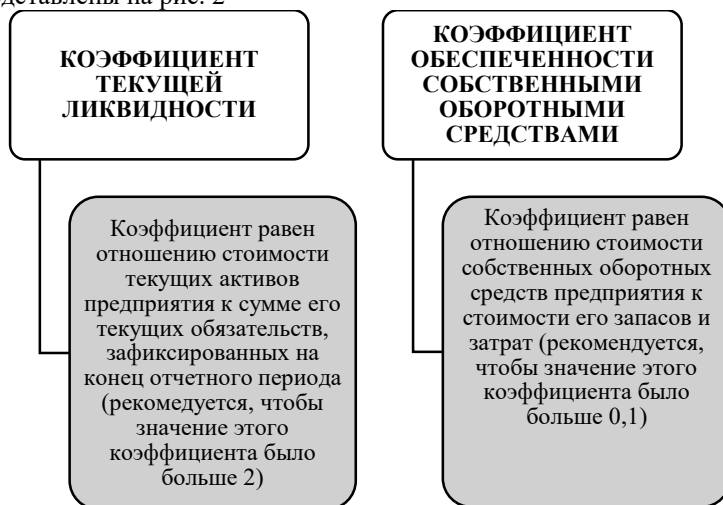 рис. 2
КОЭФФИЦИЕНТ
ТЕКУЩЕЙ
ЛИКВИДНОСТИ
Коэффициент равен
отношению стоимости
текущих активов
предприятия к сумме его
текущих обязательств,
зафиксированных на
конец отчетного периода
(рекомедуется, чтобы
значение этого
коэффициента было
больше 2)
КОЭФФИЦИЕНТ
ОБЕСПЕЧЕННОСТИ
СОБСТВЕННЫМИ
ОБОРОТНЫМИ
СРЕДСТВАМИ
Коэффициент равен
отношению стоимости
собственных оборотных
средств предприятия к
стоимости его запасов и
затрат (рекомендуется,
чтобы значение этого
коэффициента было
больше 0,1)